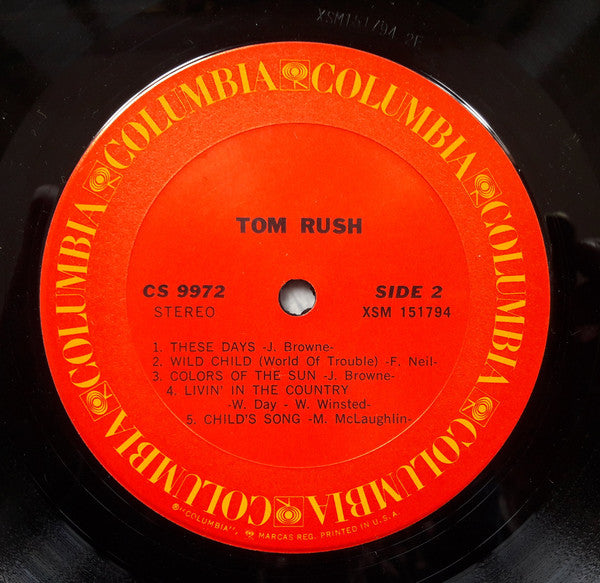 XSM151794 2E
COLUMBIA COLUMBIA COLUMBIA COLUMBIA COLUMBIA COLUMBIA
TOM RUSH
CS 9972
STEREO
SIDE 2
XSM 151794
1. THESE DAYS -J. Browne-
2. WILD CHILD (World Of Trouble) -F. Neil-
3. COLORS OF THE SUN -J. Browne-
4. LIVIN' IN THE COUNTRY
-W. Day - W. Winsted-
5. CHILD'S SONG -M. McLaughlin-
®"COLUMBIA", MARCAS REG. PRINTED IN U.S.A.